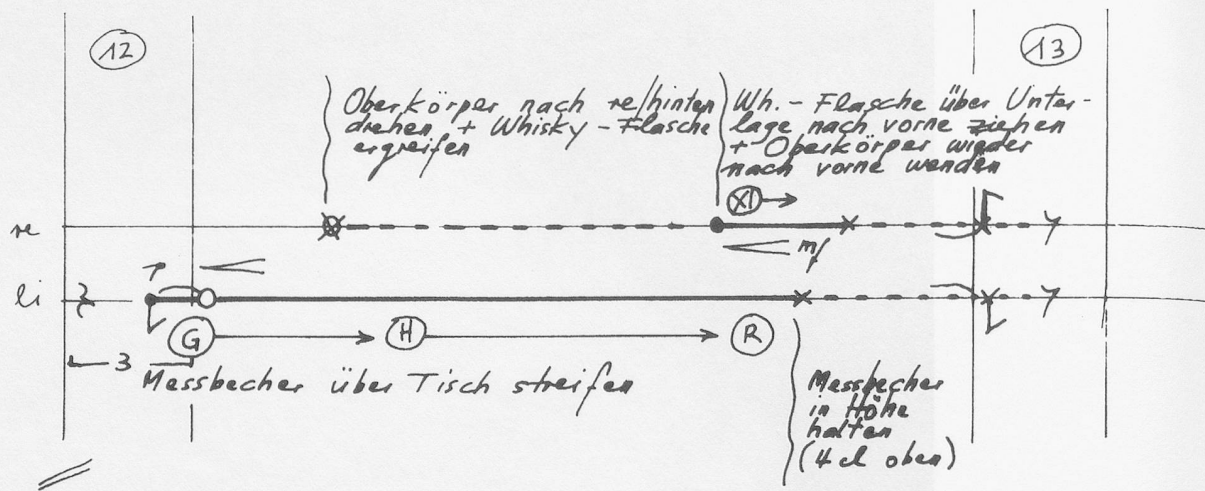 12
13
Oberkörper nach re/hinten
drehen + Whisky-Flasche
ergreifen
Wh.-Flasche über Unter-
lage nach vorne ziehen
+ Oberkörper wieder
nach vorne wenden
XI
re
mf
p
li
G H R
3
Messbecher über Tisch streifen
Messbecher
in Höhe
halten
(4 cl oben)